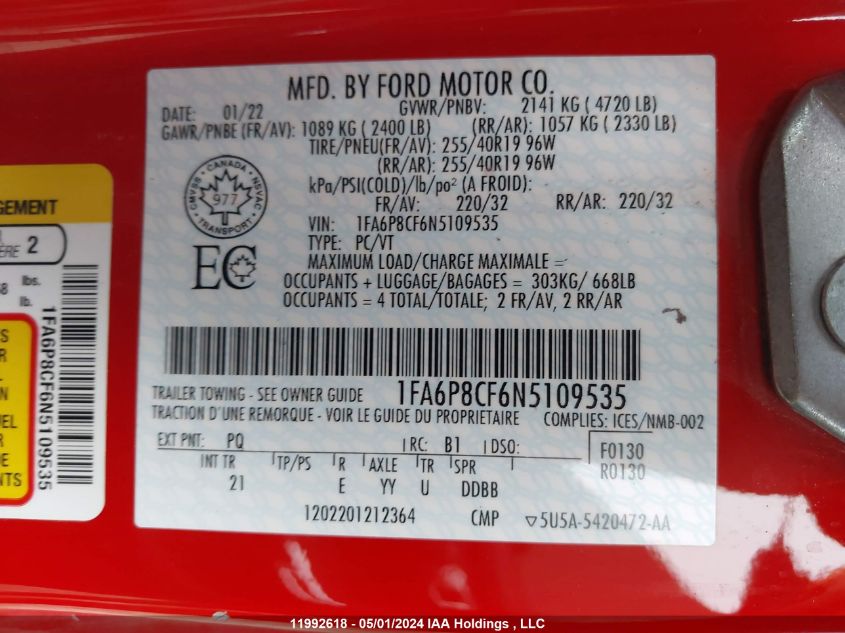 MFD. BY FORD MOTOR CO.
DATE: 01/22 GVWR/PNBV: 2141 KG ( 4720 LB)
GAWR/PNBE (FR/AV): 1089 KG ( 2400 LB) (RR/AR): 1057 KG ( 2330 LB)
TIRE/PNEU(FR/AV): 255/40R19 96W
(RR/AR): 255/40R19 96W
kPa/PSI(COLD)/lb/po² (A FROID):
FR/AV: 220/32 RR/AR: 220/32
CANADA
CMVSS NSVAC
977
TRANSPORT
VIN: 1FA6P8CF6N5109535
TYPE: PC/VT
MAXIMUM LOAD/CHARGE MAXIMALE =
EC
OCCUPANTS + LUGGAGE/BAGAGES = 303KG/ 668LB
OCCUPANTS = 4 TOTAL/TOTALE; 2 FR/AV, 2 RR/AR
TRAILER TOWING - SEE OWNER GUIDE 1FA6P8CF6N5109535
TRACTION D'UNE REMORQUE - VOIR LE GUIDE DU PROPRIETAIRE COMPLIES: ICES/NMB-002
EXT PNT: PQ RC: B1 DSO: F0130
R0130
INT TR TP/PS R AXLE TR SPR
21 E YY U DDBB
1202201212364 CMP ▽5U5A-5420472-AA
GEMENT
2
lbs.
lb.
1FA6P8CF6N5109535
11992618 - 05/01/2024 IAA Holdings , LLC